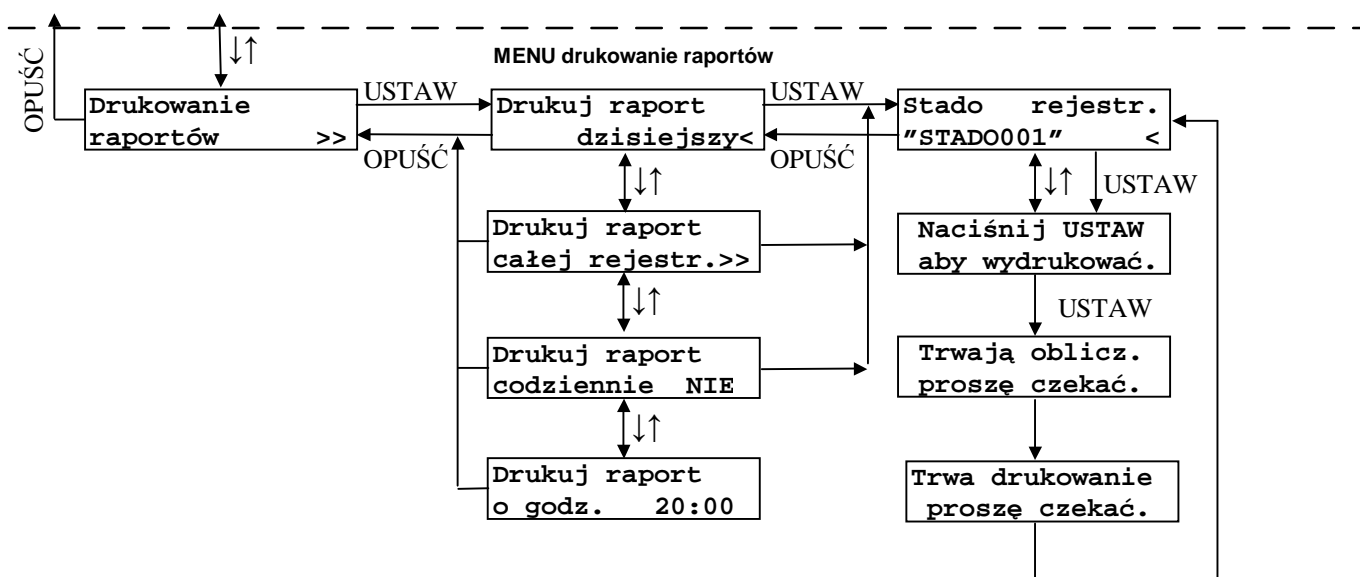 OPUŚĆ
↓↑
MENU drukowanie raportów
Drukowanie
raportów >>
USTAW
OPUŚĆ
Drukuj raport
dzisiejszy<
USTAW
OPUŚĆ
Stado rejestr.
"STADO001" <
↓↑
↓↑
USTAW
Drukuj raport
całej rejestr.>>
Naciśnij USTAW
aby wydrukować.
↓↑
USTAW
Drukuj raport
codziennie NIE
Trwają oblicz.
proszę czekać.
↓↑
Drukuj raport
o godz. 20:00
Trwa drukowanie
proszę czekać.